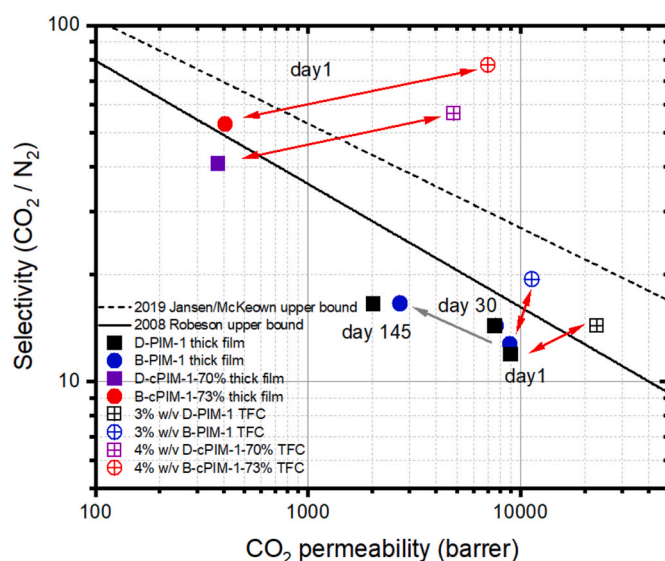 100
day1
Selectivity (CO2 / N2)
2019 Jansen/McKeown upper bound
day 30
2008 Robeson upper bound
day 145
D-PIM-1 thick film
B-PIM-1 thick film
day1
D-cPIM-1-70% thick film
10
B-cPIM-1-73% thick film
3% w/v D-PIM-1 TFC
3% w/v B-PIM-1 TFC
4% w/v D-cPIM-1-70% TFC
4% w/v B-cPIM-1-73% TFC
100
1000
10000
CO2 permeability (barrer)